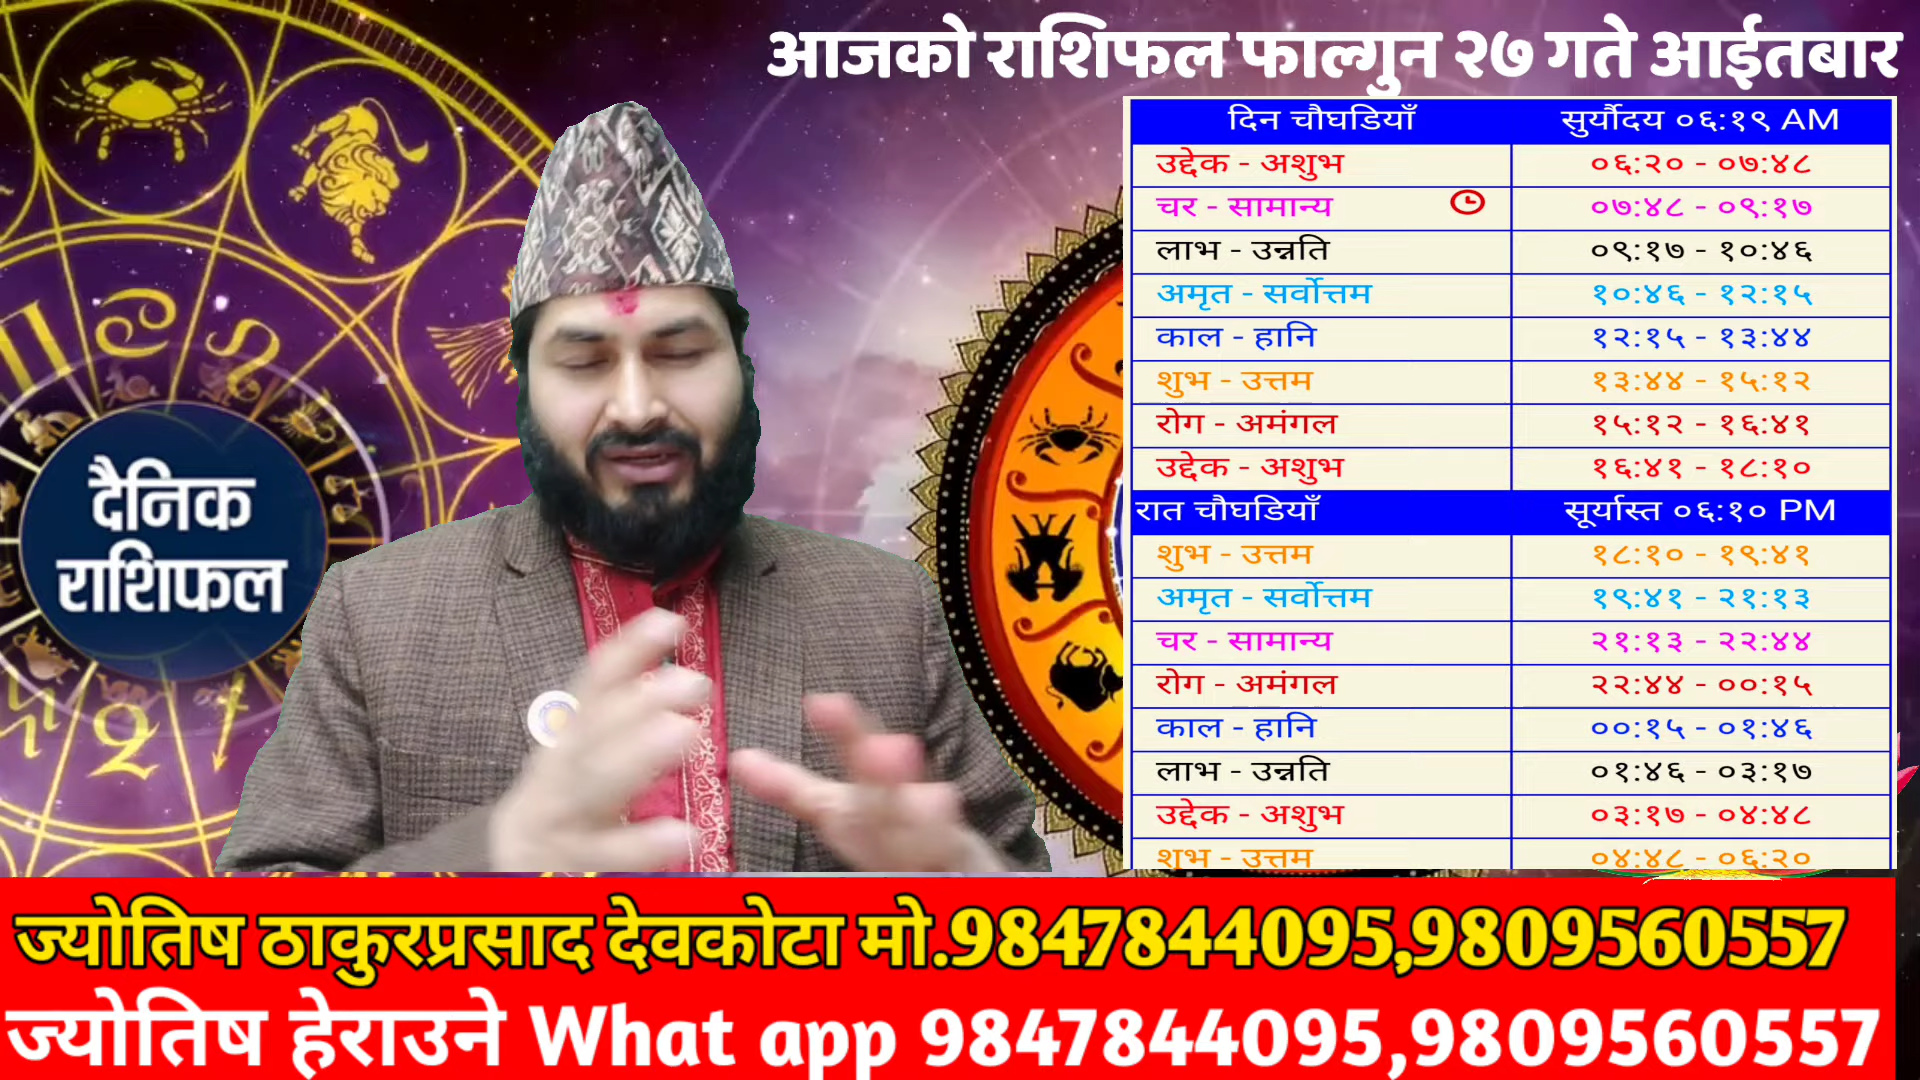 आजको राशिफल फाल्गुन २७ गते आईतबार
दिन चौघडियाँ सुर्यौदय ०६:१९ AM
उद्देक - अशुभ ०६:२० - ०७:४८
चर - सामान्य ०७:४८ - ०९:१७
लाभ - उन्नति ०९:१७ - १०:४६
अमृत - सर्वोत्तम १०:४६ - १२:१५
काल - हानि १२:१५ - १३:४४
शुभ - उत्तम १३:४४ - १५:१२
रोग - अमंगल १५:१२ - १६:४१
उद्देक - अशुभ १६:४१ - १८:१०
रात चौघडियाँ सूर्यास्त ०६:१० PM
शुभ - उत्तम १८:१० - १९:४१
अमृत - सर्वोत्तम १९:४१ - २१:१३
चर - सामान्य २१:१३ - २२:४४
रोग - अमंगल २२:४४ - ००:१५
काल - हानि ००:१५ - ०१:४६
लाभ - उन्नति ०१:४६ - ०३:१७
उद्देक - अशुभ ०३:१७ - ०४:४८
शुभ - उत्तम ०४:४८ - ०६:२०
दैनिक
राशिफल
ज्योतिष ठाकुरप्रसाद देवकोटा मो.9847844095,9809560557
ज्योतिष हेराउने What app 9847844095,9809560557